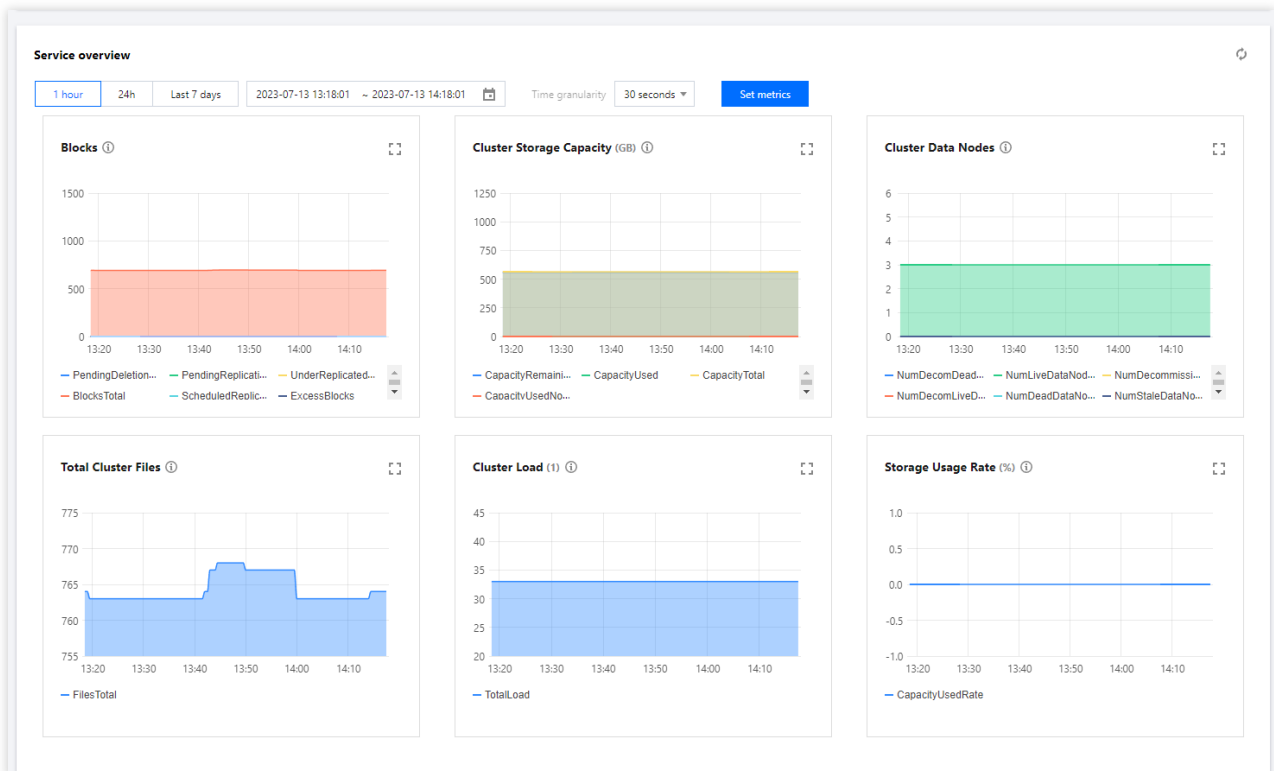 Service overview
1 hour 24h Last 7 days 2023-07-13 13:18:01 ~ 2023-07-13 14:18:01 Time granularity 30 seconds Set metrics
Blocks
1500
1000
500
0
13:20 13:30 13:40 13:50 14:00 14:10
PendingDeletion... PendingReplicati... UnderReplicated...
BlocksTotal ScheduledReplic... ExcessBlocks
Cluster Storage Capacity (GB)
1250
1000
750
500
250
0
13:20 13:30 13:40 13:50 14:00 14:10
CapacityRemaini... CapacityUsed CapacityTotal
CapacityUsedNo...
Cluster Data Nodes
6
5
4
3
2
1
0
13:20 13:30 13:40 13:50 14:00 14:10
NumDecomDead... NumLiveDataNod... NumDecommissi...
NumDecomLiveD... NumDeadDataNo... NumStaleDataNo...
Total Cluster Files
775
770
765
760
755
13:20 13:30 13:40 13:50 14:00 14:10
FilesTotal
Cluster Load (1)
45
40
35
30
25
20
13:20 13:30 13:40 13:50 14:00 14:10
TotalLoad
Storage Usage Rate (%)
1.0
0.5
0.0
-0.5
-1.0
13:20 13:30 13:40 13:50 14:00 14:10
CapacityUsedRate